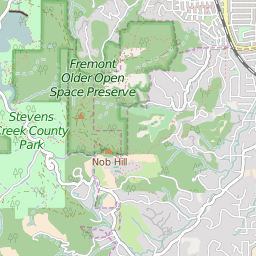 Fremont
Older Open
Space Preserve
Stevens
Creek County
Park
Nob Hill